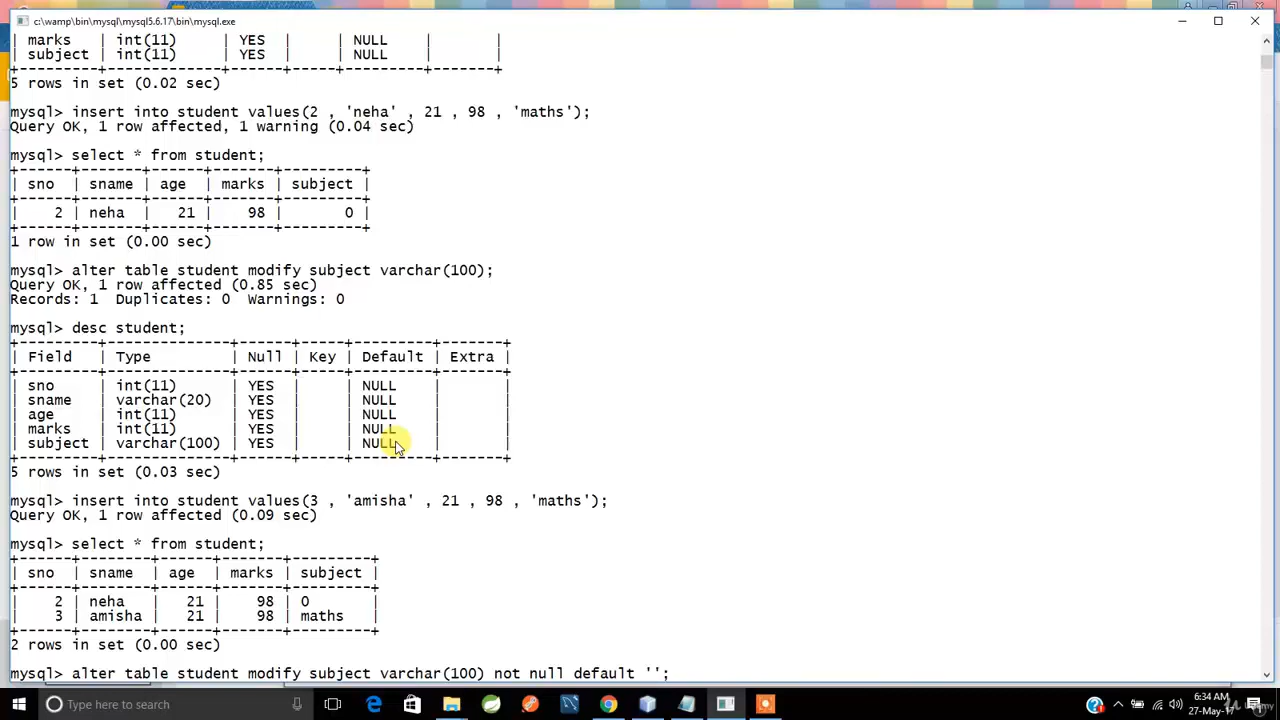 c:\wamp\bin\mysql\mysql5.6.17\bin\mysql.exe
| marks   | int(11)      | YES  |     | NULL    |       |
| subject | int(11)      | YES  |     | NULL    |       |
+---------+--------------+------+-----+---------+-------+
5 rows in set (0.02 sec)
mysql> insert into student values(2 , 'neha' , 21 , 98 , 'maths');
Query OK, 1 row affected, 1 warning (0.04 sec)
mysql> select * from student;
+------+-------+------+-------+---------+
| sno  | sname | age  | marks | subject |
+------+-------+------+-------+---------+
|    2 | neha  |   21 |    98 |       0 |
+------+-------+------+-------+---------+
1 row in set (0.00 sec)
mysql> alter table student modify subject varchar(100);
Query OK, 1 row affected (0.85 sec)
Records: 1  Duplicates: 0  Warnings: 0
mysql> desc student;
+---------+--------------+------+-----+---------+-------+
| Field   | Type         | Null | Key | Default | Extra |
+---------+--------------+------+-----+---------+-------+
| sno     | int(11)      | YES  |     | NULL    |       |
| sname   | varchar(20)  | YES  |     | NULL    |       |
| age     | int(11)      | YES  |     | NULL    |       |
| marks   | int(11)      | YES  |     | NULL    |       |
| subject | varchar(100) | YES  |     | NULL    |       |
+---------+--------------+------+-----+---------+-------+
5 rows in set (0.03 sec)
mysql> insert into student values(3 , 'amisha' , 21 , 98 , 'maths');
Query OK, 1 row affected (0.09 sec)
mysql> select * from student;
+------+--------+------+-------+---------+
| sno  | sname  | age  | marks | subject |
+------+--------+------+-------+---------+
|    2 | neha   |   21 |    98 | 0       |
|    3 | amisha |   21 |    98 | maths   |
+------+--------+------+-------+---------+
2 rows in set (0.00 sec)
mysql> alter table student modify subject varchar(100) not null default '';
Type here to search
6:34 AM
27-May-17
Udemy